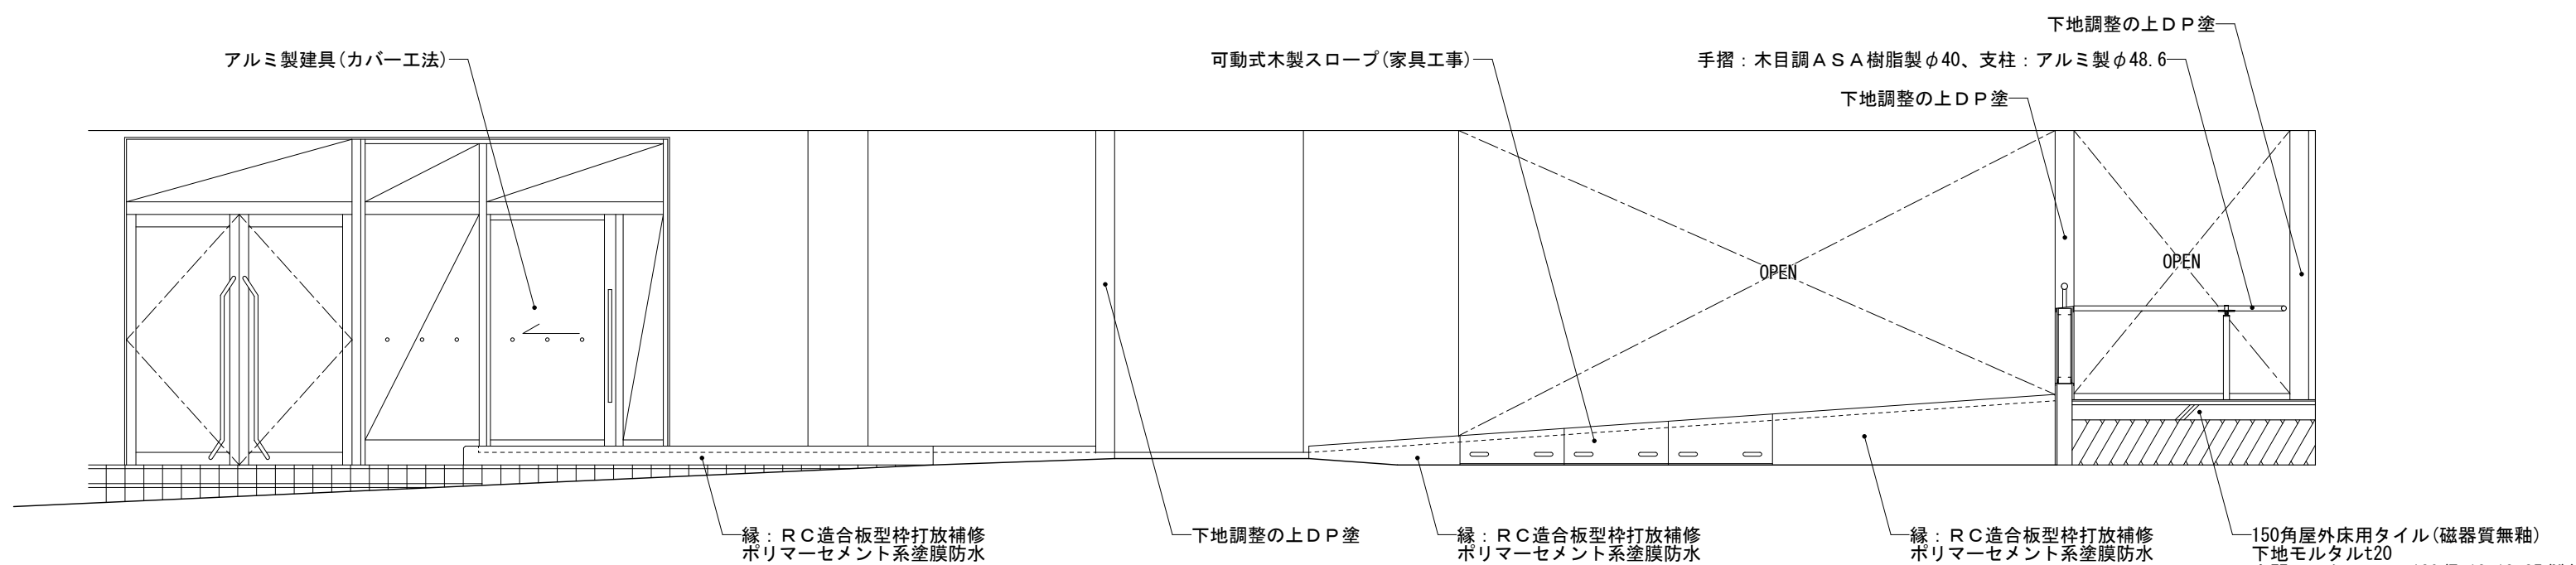 下地調整の上ＤＰ塗
アルミ製建具(カバー工法)
可動式木製スロープ(家具工事)
手摺：木目調ＡＳＡ樹脂製φ40、支柱：アルミ製φ48.6
下地調整の上ＤＰ塗
OPEN
OPEN
縁：ＲＣ造合板型枠打放補修
ポリマーセメント系塗膜防水
下地調整の上ＤＰ塗
縁：ＲＣ造合板型枠打放補修
ポリマーセメント系塗膜防水
縁：ＲＣ造合板型枠打放補修
ポリマーセメント系塗膜防水
150角屋外床用タイル(磁器質無釉)
下地モルタルt20